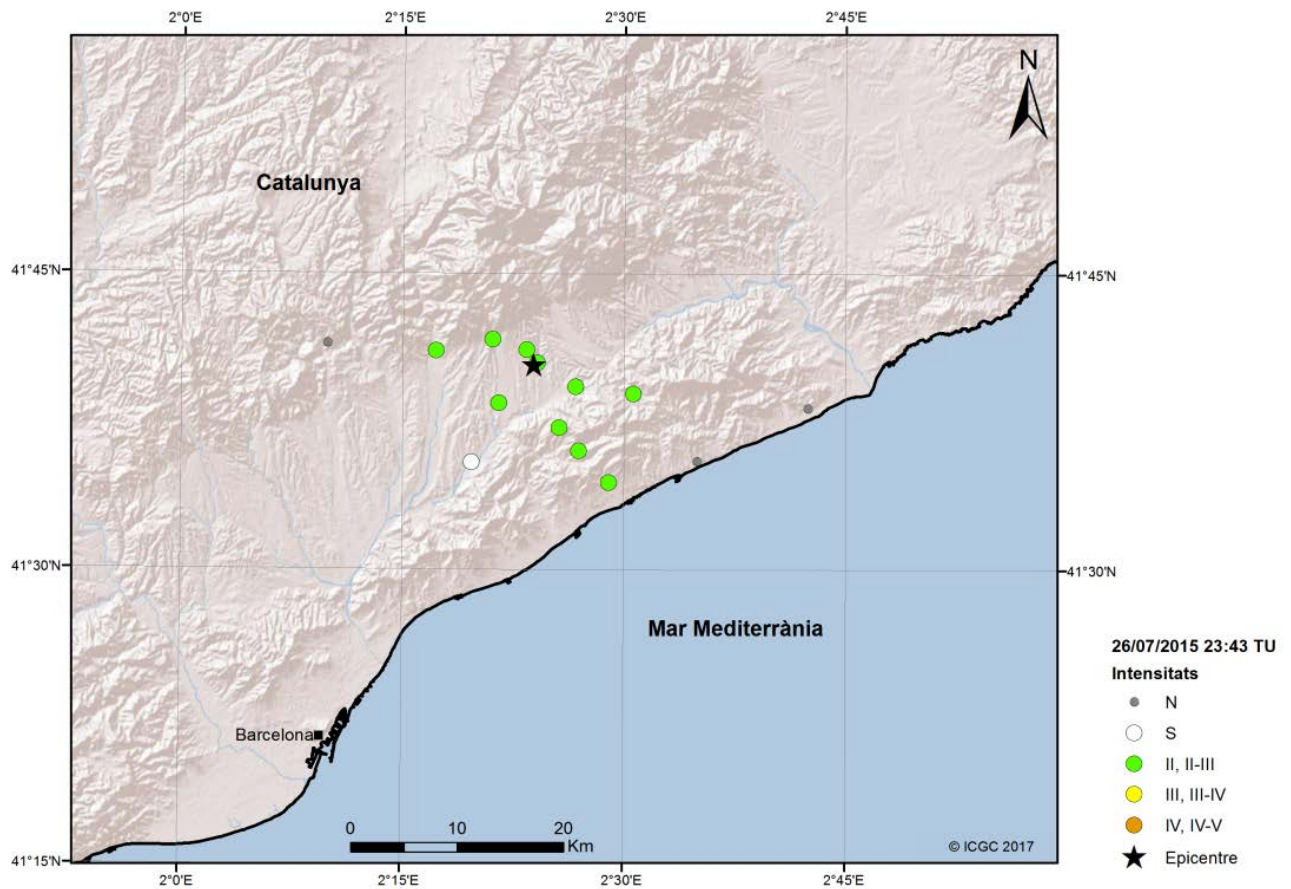 2°0'E 2°15'E 2°30'E 2°45'E
N
Catalunya
41°45'N 41°45'N
41°30'N 41°30'N
Mar Mediterrània
Barcelona
0 10 20
Km
© ICGC 2017
41°15'N
2°0'E 2°15'E 2°30'E 2°45'E
26/07/2015 23:43 TU
Intensitats
N
S
II, II-III
III, III-IV
IV, IV-V
Epicentre